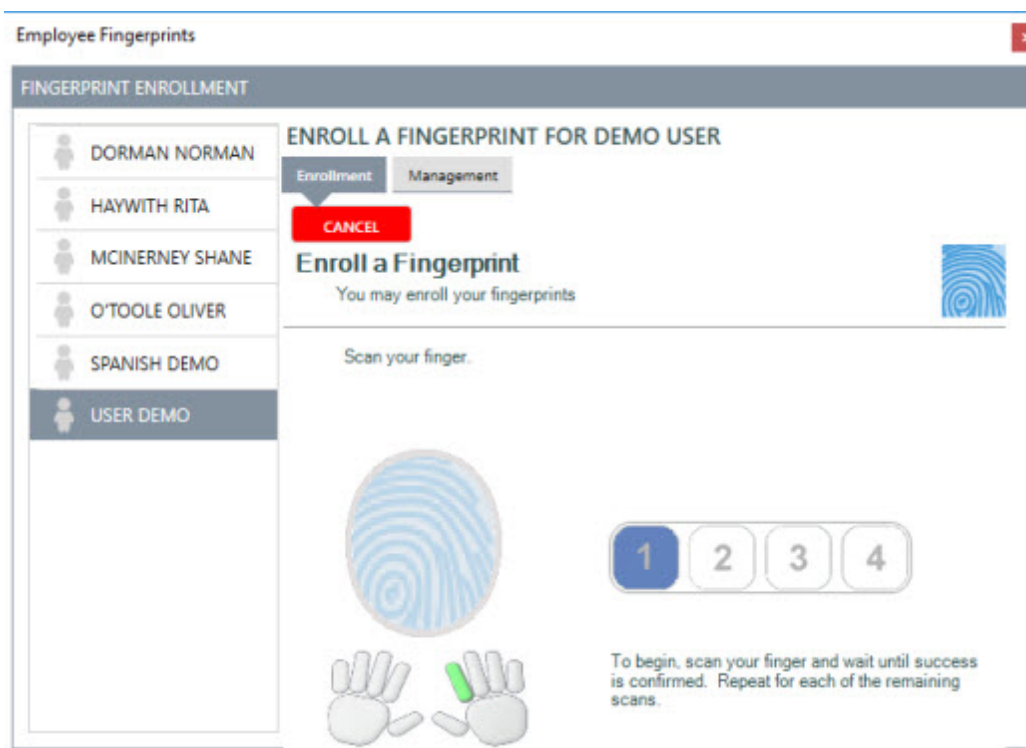 Employee Fingerprints
FINGERPRINT ENROLLMENT
DORMAN NORMAN
HAYWITH RITA
MCINERNEY SHANE
O'TOOLE OLIVER
SPANISH DEMO
USER DEMO
ENROLL A FINGERPRINT FOR DEMO USER
Enrollment Management
CANCEL
Enroll a Fingerprint
You may enroll your fingerprints
Scan your finger.
1 2 3 4
To begin, scan your finger and wait until success
is confirmed. Repeat for each of the remaining
scans.